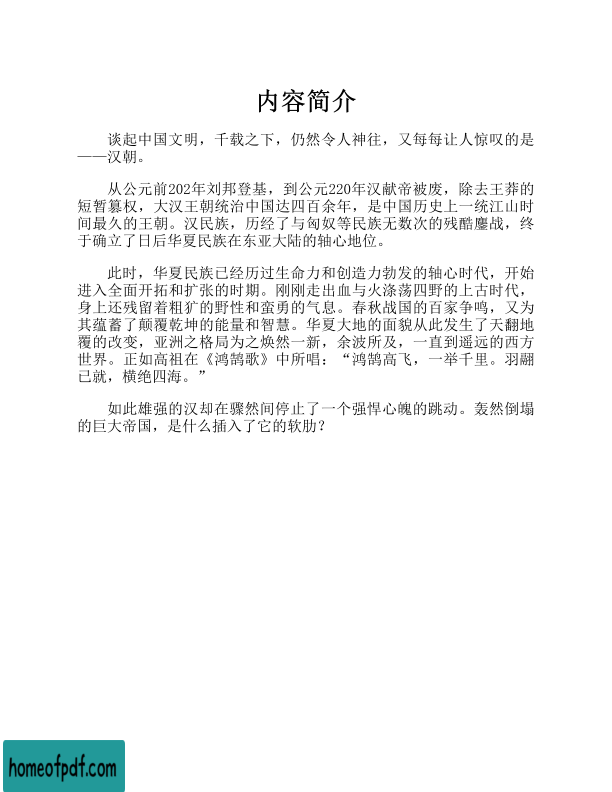 内容简介
谈起中国文明，千载之下，仍然令人神往，又每每让人惊叹的是
——汉朝。
从公元前202年刘邦登基，到公元220年汉献帝被废，除去王莽的
短暂篡权，大汉王朝统治中国达四百余年，是中国历史上一统江山时
间最久的王朝。汉民族，历经了与匈奴等民族无数次的残酷鏖战，终
于确立了日后华夏民族在东亚大陆的轴心地位。
此时，华夏民族已经历过生命力和创造力勃发的轴心时代，开始
进入全面开拓和扩张的时期。刚刚走出血与火涤荡四野的上古时代，
身上还残留着粗犷的野性和蛮勇的气息。春秋战国的百家争鸣，又为
其蕴蓄了颠覆乾坤的能量和智慧。华夏大地的面貌从此发生了天翻地
覆的改变，亚洲之格局为之焕然一新，余波所及，一直到遥远的西方
世界。正如高祖在《鸿鹄歌》中所唱：“鸿鹄高飞，一举千里。羽翮
已就，横绝四海。”
如此雄强的汉却在骤然间停止了一个强悍心魄的跳动。轰然倒塌
的巨大帝国，是什么插入了它的软肋？
homeofpdf.com